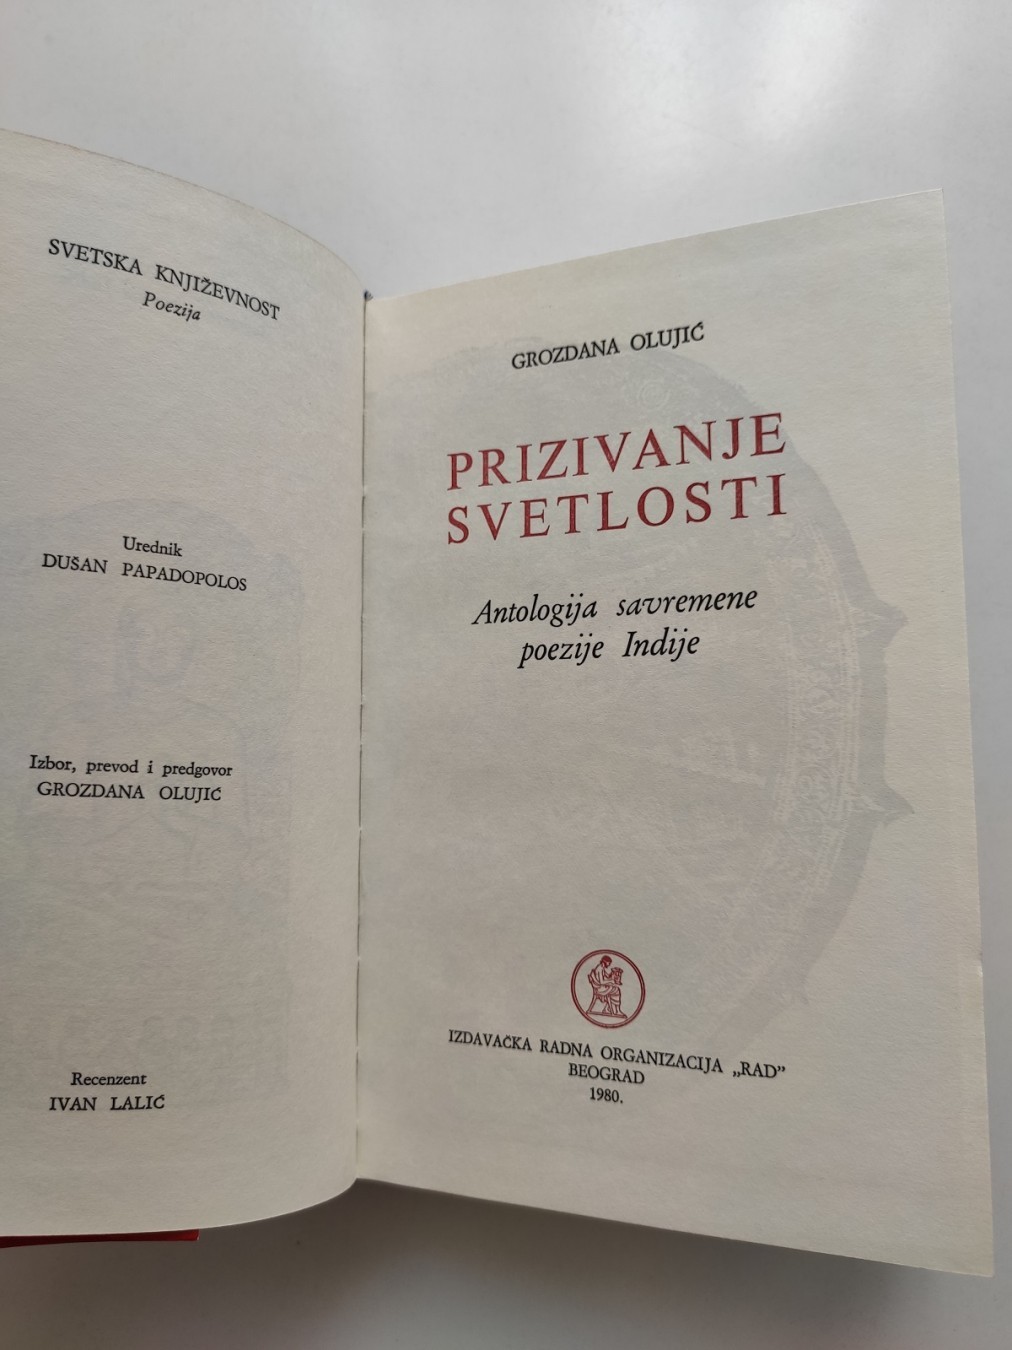 SVETSKA KNJIŽEVNOST
Poezija
Urednik
DUŠAN PAPADOPOLOS
Izbor, prevod i predgovor
GROZDANA OLUJIĆ
Recenzent
IVAN LALIĆ
GROZDANA OLUJIĆ
PRIZIVANJE
SVETLOSTI
Antologija savremene
poezije Indije
IZDAVAČKA RADNA ORGANIZACIJA „RAD”
BEOGRAD
1980.